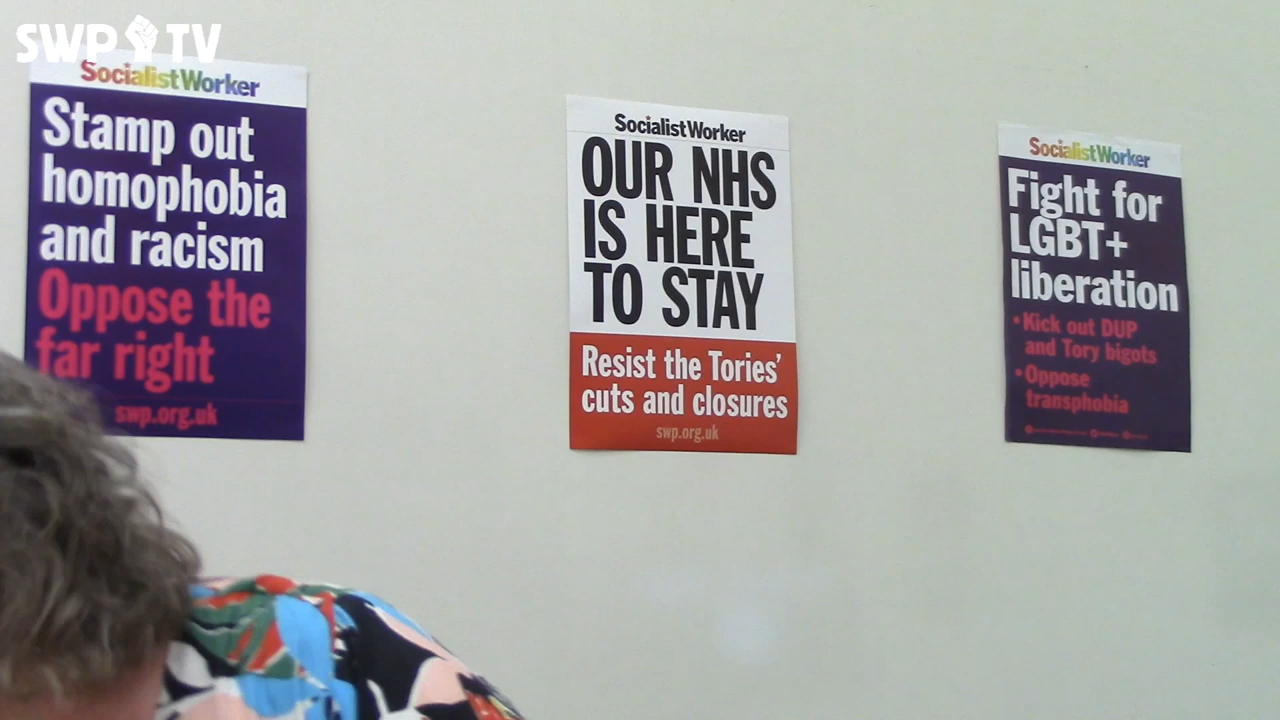 SWP TV
SocialistWorker
Stamp out
homophobia
and racism
Oppose the
far right
swp.org.uk
SocialistWorker
OUR NHS
IS HERE
TO STAY
Resist the Tories'
cuts and closures
swp.org.uk
SocialistWorker
Fight for
LGBT+
liberation
• Kick out DUP
and Tory bigots
• Oppose
transphobia